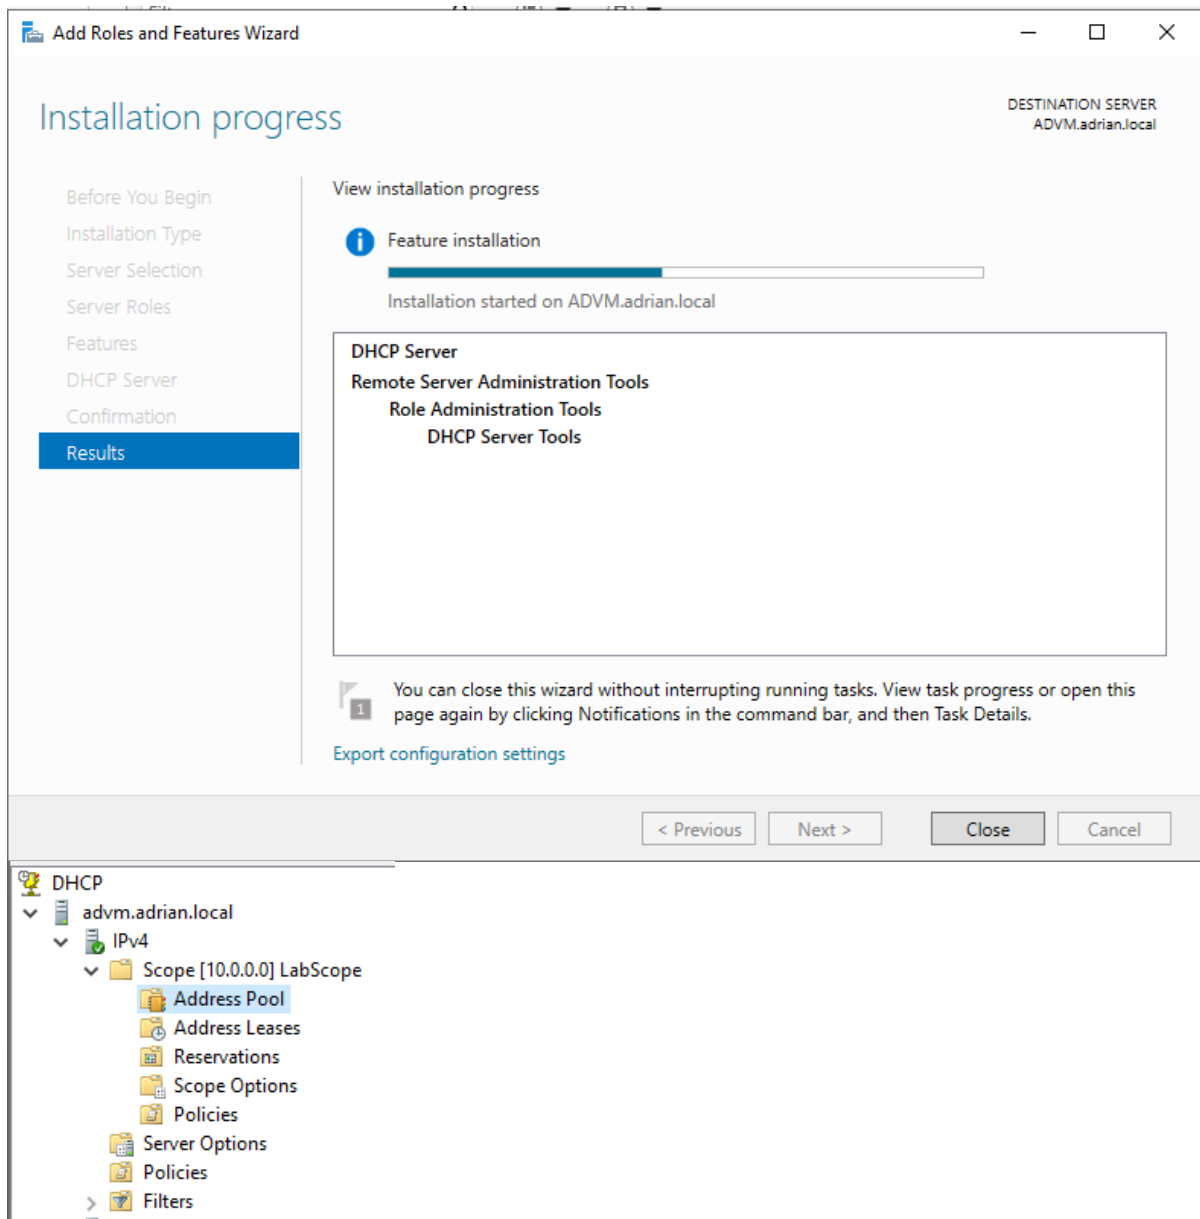 Add Roles and Features Wizard
Installation progress
DESTINATION SERVER
ADVM.adrian.local
Before You Begin
Installation Type
Server Selection
Server Roles
Features
DHCP Server
Confirmation
Results
View installation progress
Feature installation
Installation started on ADVM.adrian.local
DHCP Server
Remote Server Administration Tools
Role Administration Tools
DHCP Server Tools
1
You can close this wizard without interrupting running tasks. View task progress or open this
page again by clicking Notifications in the command bar, and then Task Details.
Export configuration settings
< Previous
Next >
Close
Cancel
DHCP
advm.adrian.local
IPv4
Scope [10.0.0.0] LabScope
Address Pool
Address Leases
Reservations
Scope Options
Policies
Server Options
Policies
Filters